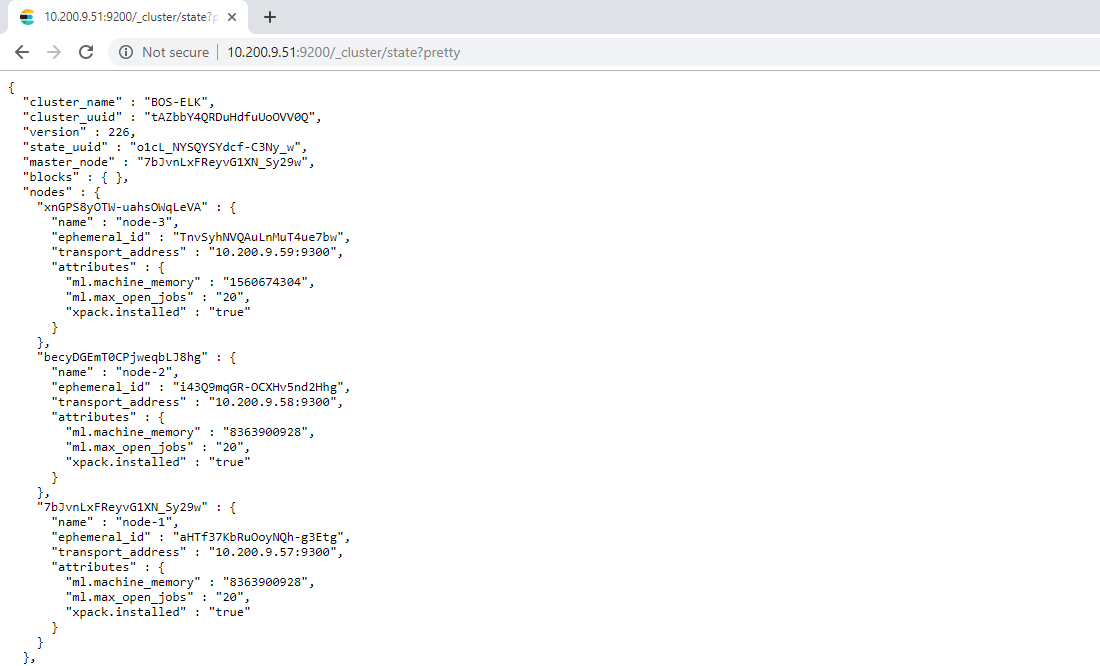 10.200.9.51:9200/_cluster/state?p
Not secure | 10.200.9.51:9200/_cluster/state?pretty
{
  "cluster_name" : "BOS-ELK",
  "cluster_uuid" : "tAZbbY4QRDuHdfuUoOVV0Q",
  "version" : 226,
  "state_uuid" : "o1cL_NYSQYSYdcf-C3Ny_w",
  "master_node" : "7bJvnLxFReyvG1XN_Sy29w",
  "blocks" : { },
  "nodes" : {
    "xnGPS8yOTW-uahsOWqLeVA" : {
      "name" : "node-3",
      "ephemeral_id" : "TnvSyhNVQAuLnMuT4ue7bw",
      "transport_address" : "10.200.9.59:9300",
      "attributes" : {
        "ml.machine_memory" : "1560674304",
        "ml.max_open_jobs" : "20",
        "xpack.installed" : "true"
      }
    },
    "becyDGEmT0CPjweqbLJ8hg" : {
      "name" : "node-2",
      "ephemeral_id" : "i43Q9mqGR-OCXHv5nd2Hhg",
      "transport_address" : "10.200.9.58:9300",
      "attributes" : {
        "ml.machine_memory" : "8363900928",
        "ml.max_open_jobs" : "20",
        "xpack.installed" : "true"
      }
    },
    "7bJvnLxFReyvG1XN_Sy29w" : {
      "name" : "node-1",
      "ephemeral_id" : "aHTf37KbRuOoyNQh-g3Etg",
      "transport_address" : "10.200.9.57:9300",
      "attributes" : {
        "ml.machine_memory" : "8363900928",
        "ml.max_open_jobs" : "20",
        "xpack.installed" : "true"
      }
    }
  },